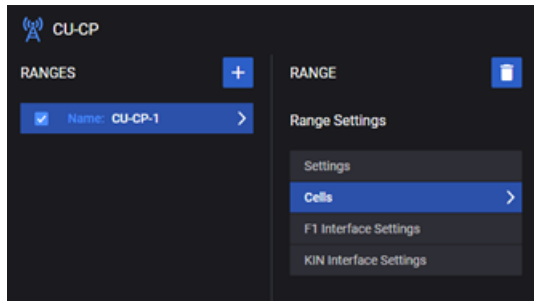 CU-CP
RANGES
+
RANGE
Name: CU-CP-1
Range Settings
Settings
Cells
F1 Interface Settings
KIN Interface Settings